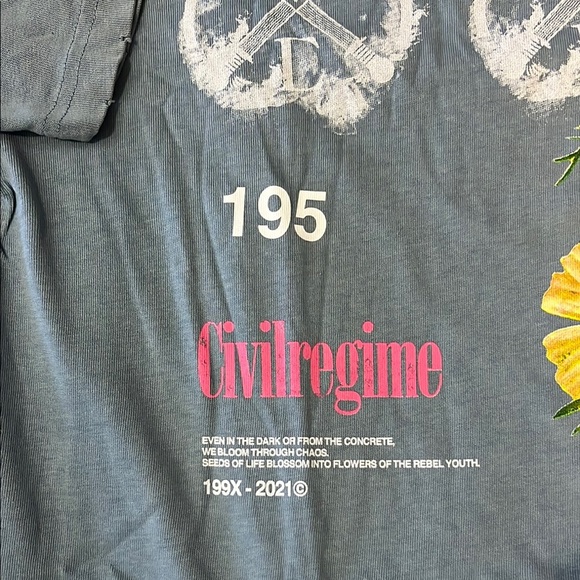 D
195
Civilregime
EVEN IN THE DARK OR FROM THE CONCRETE,
WE BLOOM THROUGH CHAOS.
SEEDS OF LIFE BLOSSOM INTO FLOWERS OF THE REBEL YOUTH.
199X - 2021©